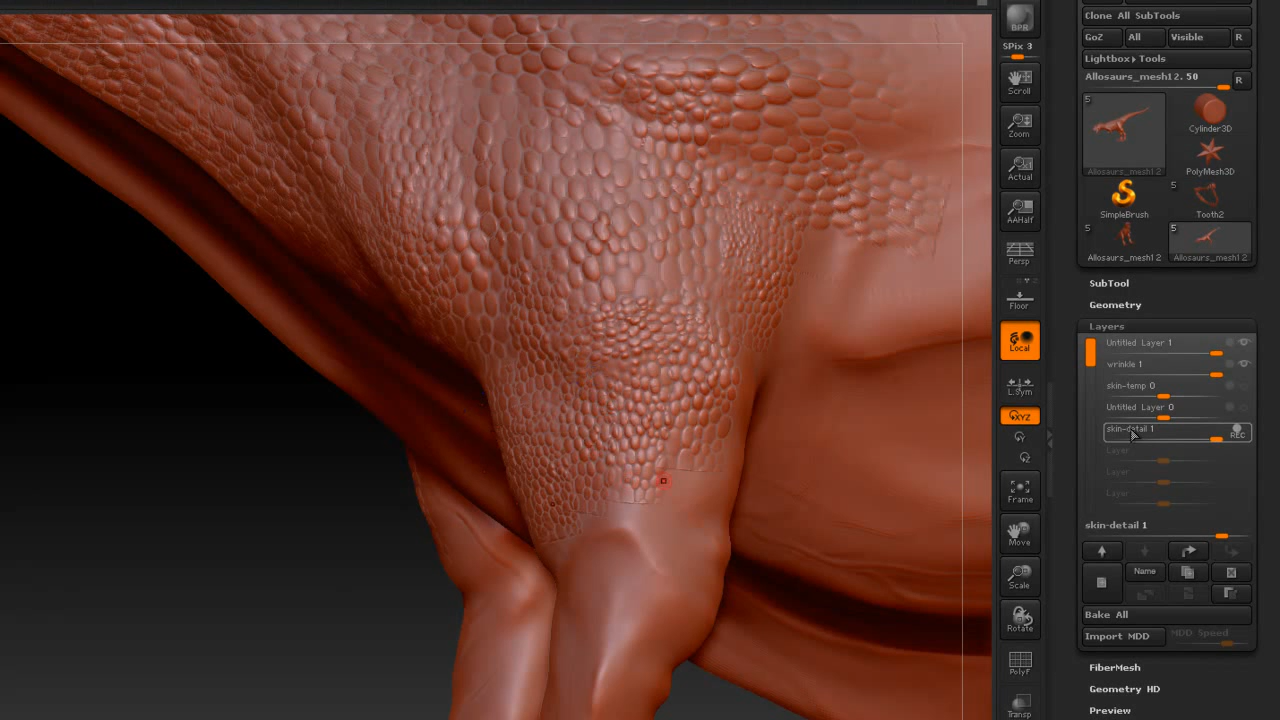 Clone All SubTools
BPR
GoZ All Visible R
SPix 3
Lightbox▸Tools
Allosaurs_mesh12. 50 R
Scroll
5
Cylinder3D
Zoom
Allosaurs_mesh12 PolyMesh3D
Actual
5
SimpleBrush Tooth2
AAHalf
5 5
Allosaurs_mesh12 Allosaurs_mesh12
Persp
SubTool
Floor
Geometry
Layers
Local
Untitled Layer 1
wrinkle 1
skin-temp 0
L.Sym
Untitled Layer 0
XYZ
skin-detail 1 REC
Layer
Layer
Layer
Frame
skin-detail 1
Move
Name
Scale
Bake All
Rotate
Import MDD MDD Speed
FiberMesh
PolyF
Geometry HD
Preview
Transp